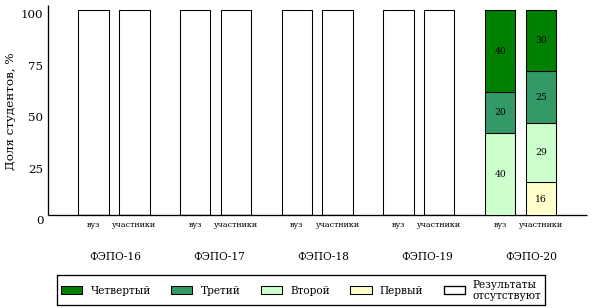 Доля студентов, %
100
75
50
25
0
40
20
40
30
25
29
16
вуз участники вуз участники вуз участники вуз участники вуз участники
ФЭПО-16 ФЭПО-17 ФЭПО-18 ФЭПО-19 ФЭПО-20
Четвертый Третий Второй Первый Результаты
отсутствуют